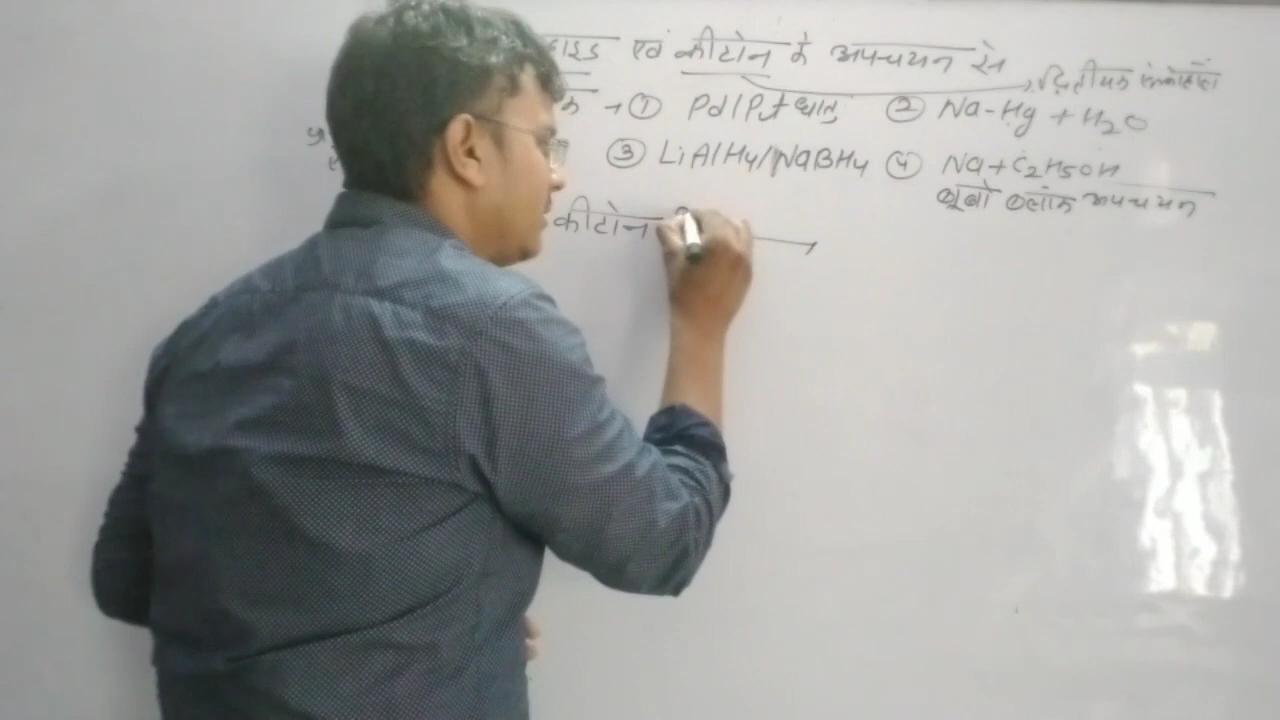 एवं कीटोन के अपचयन से
→ द्वितीयक
→ ① Pd/Pt धातु ② Na-Hg + H2O
③ LiAlH4/NaBH4 ④ Na + C2H5OH
बूबो ब्लांक अपचयन
कीटोन →